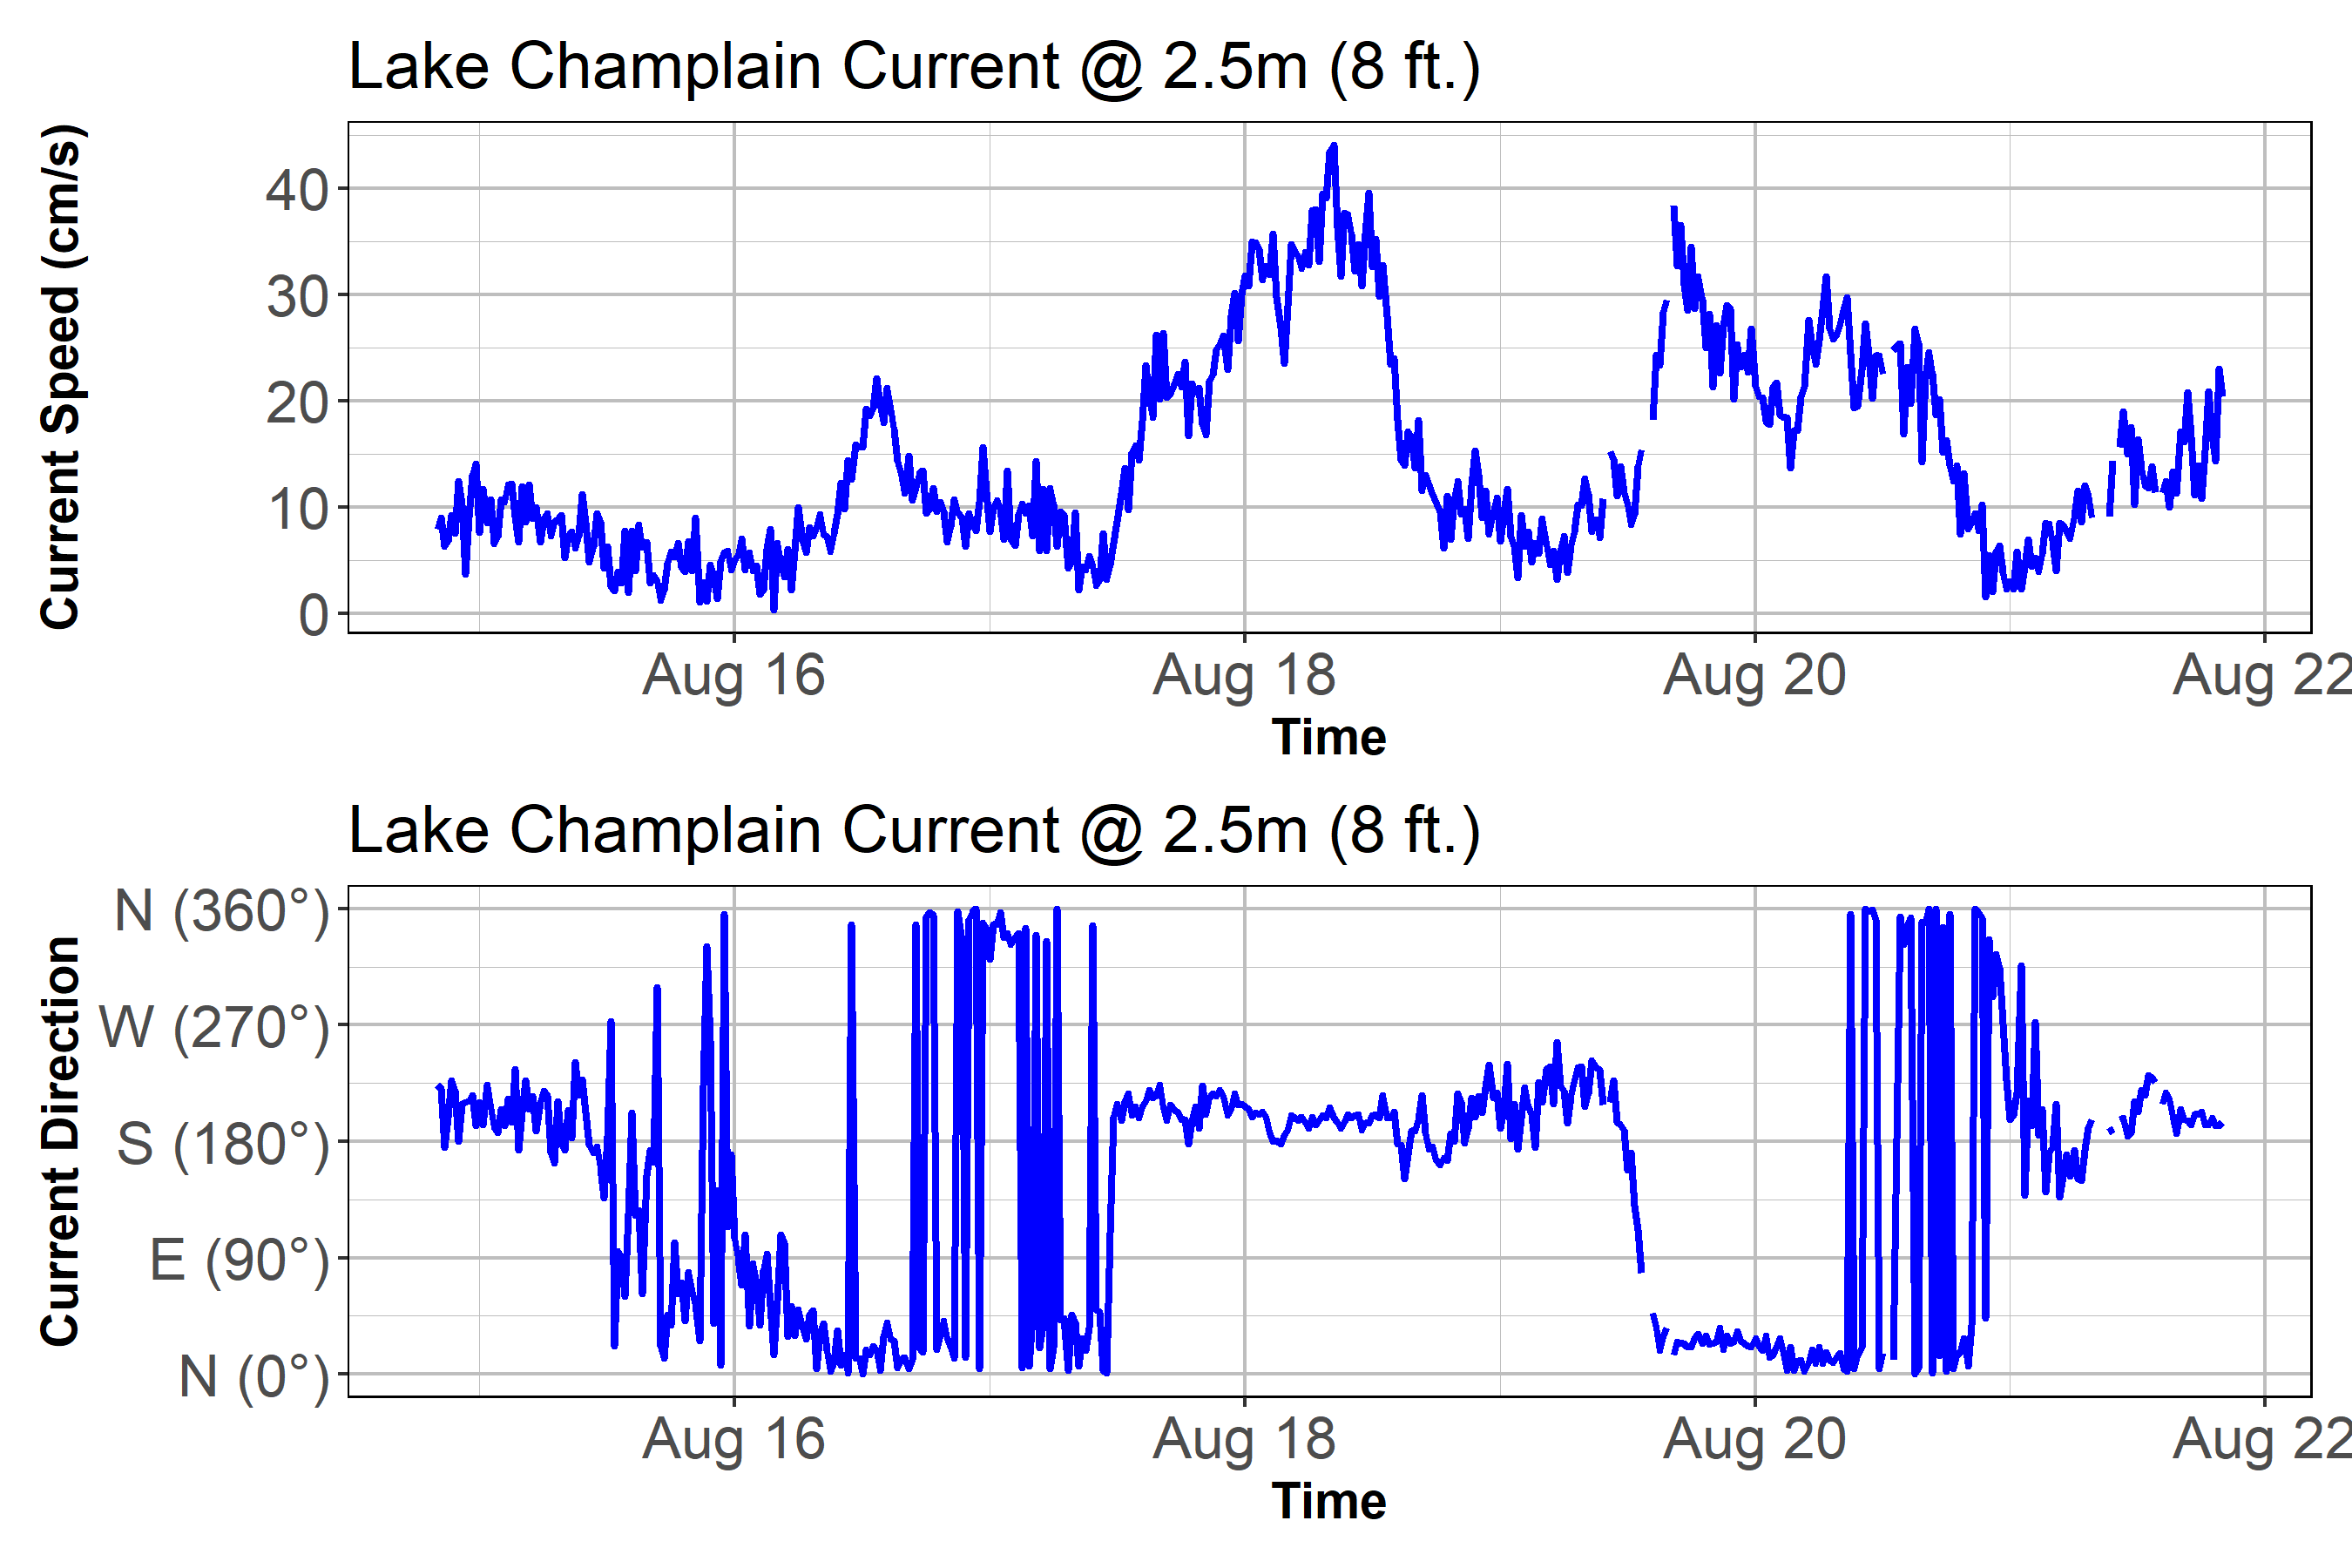 Lake Champlain Current @ 2.5m (8 ft.)
Current Speed (cm/s)
40
30
20
10
0
Aug 16 Aug 18 Aug 20 Aug 22
Time
Lake Champlain Current @ 2.5m (8 ft.)
Current Direction
N (360°)
W (270°)
S (180°)
E (90°)
N (0°)
Aug 16 Aug 18 Aug 20 Aug 22
Time